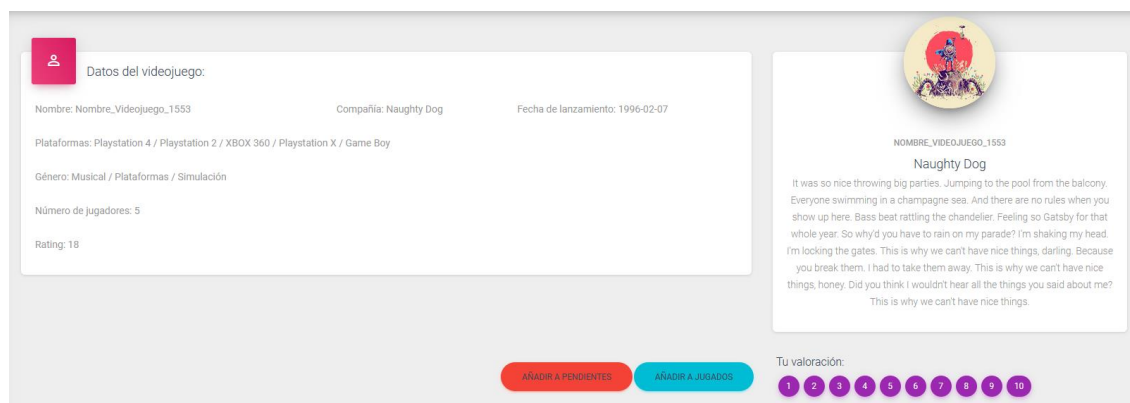 Datos del videojuego:
Nombre: Nombre_Videojuego_1553
Compañía: Naughty Dog
Fecha de lanzamiento: 1996-02-07
Plataformas: Playstation 4 / Playstation 2 / XBOX 360 / Playstation X / Game Boy
Género: Musical / Plataformas / Simulación
Número de jugadores: 5
Rating: 18
NOMBRE_VIDEOJUEGO_1553
Naughty Dog
It was so nice throwing big parties. Jumping to the pool from the balcony.
Everyone swimming in a champagne sea. And there are no rules when you
show up here. Bass beat rattling the chandelier. Feeling so Gatsby for that
whole year. So why'd you have to rain on my parade? I'm shaking my head.
I'm locking the gates. This is why we can't have nice things, darling. Because
you break them. I had to take them away. This is why we can't have nice
things, honey. Did you think I wouldn't hear all the things you said about me?
This is why we can't have nice things.
AÑADIR A PENDIENTES
AÑADIR A JUGADOS
Tu valoración:
1 2 3 4 5 6 7 8 9 10